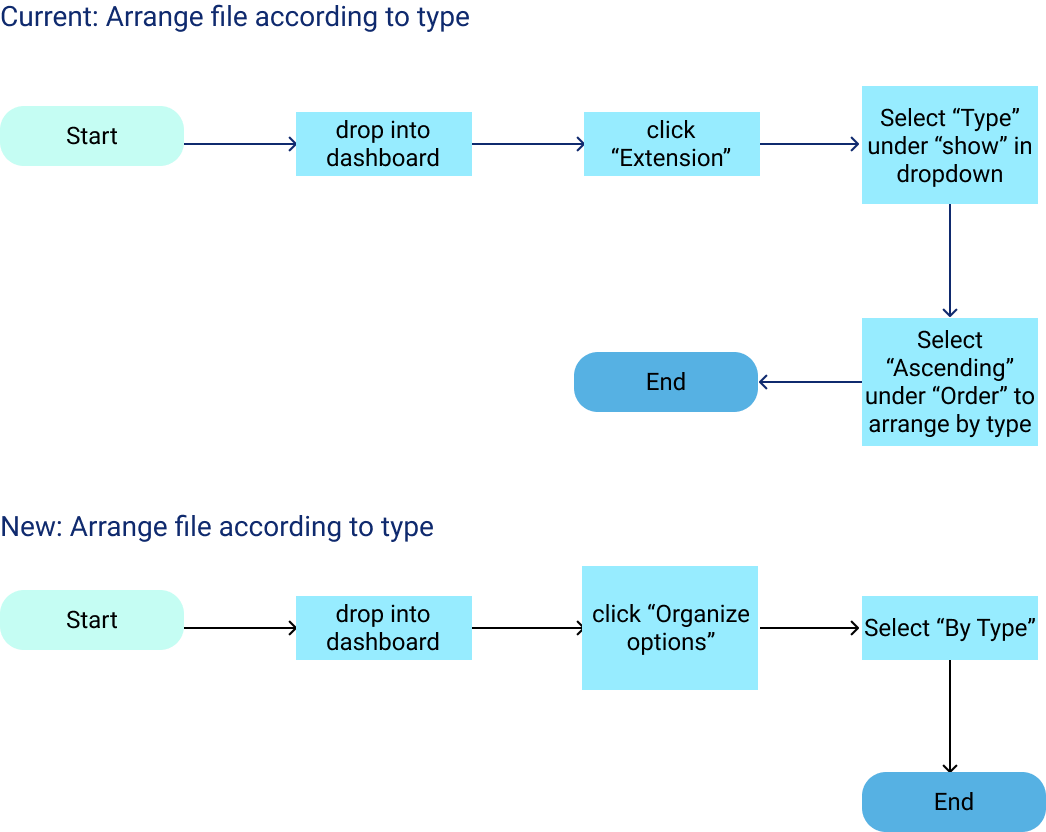 Current: Arrange file according to type
Start
drop into
dashboard
click
“Extension”
Select “Type”
under “show” in
dropdown
Select
“Ascending”
under “Order” to
arrange by type
End
New: Arrange file according to type
Start
drop into
dashboard
click “Organize
options”
Select “By Type”
End